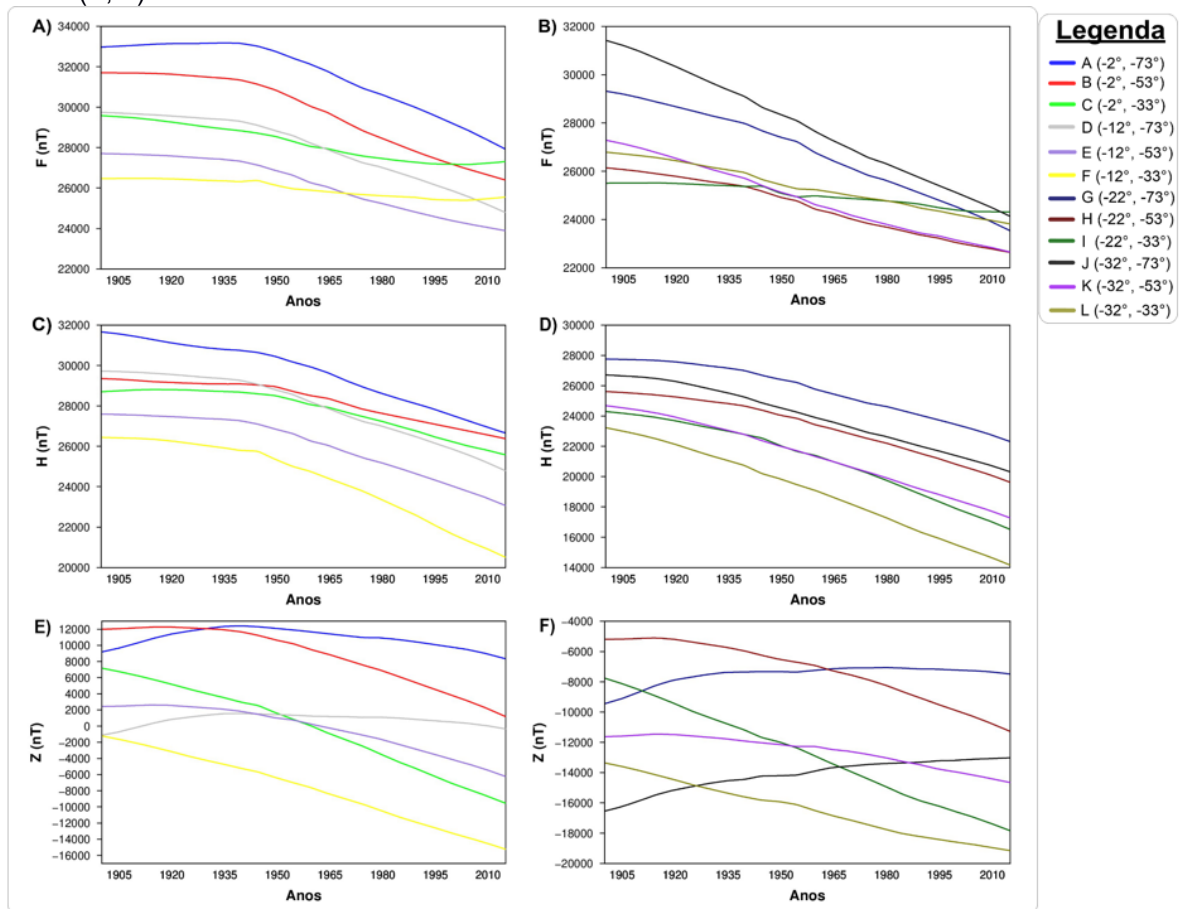 A)
34000
32000
30000
28000
26000
24000
22000
F (nT)
1905 1920 1935 1950 1965 1980 1995 2010
Anos
B)
32000
30000
28000
26000
24000
22000
F (nT)
1905 1920 1935 1950 1965 1980 1995 2010
Anos
Legenda
A (-2°, -73°)
B (-2°, -53°)
C (-2°, -33°)
D (-12°, -73°)
E (-12°, -53°)
F (-12°, -33°)
G (-22°, -73°)
H (-22°, -53°)
I (-22°, -33°)
J (-32°, -73°)
K (-32°, -53°)
L (-32°, -33°)
C)
32000
30000
28000
26000
24000
22000
20000
H (nT)
1905 1920 1935 1950 1965 1980 1995 2010
Anos
D)
30000
28000
26000
24000
22000
20000
18000
16000
14000
H (nT)
1905 1920 1935 1950 1965 1980 1995 2010
Anos
E)
12000
10000
8000
6000
4000
2000
0
−2000
−4000
−6000
−8000
−10000
−12000
−14000
−16000
Z (nT)
1905 1920 1935 1950 1965 1980 1995 2010
Anos
F)
−4000
−6000
−8000
−10000
−12000
−14000
−16000
−18000
−20000
Z (nT)
1905 1920 1935 1950 1965 1980 1995 2010
Anos